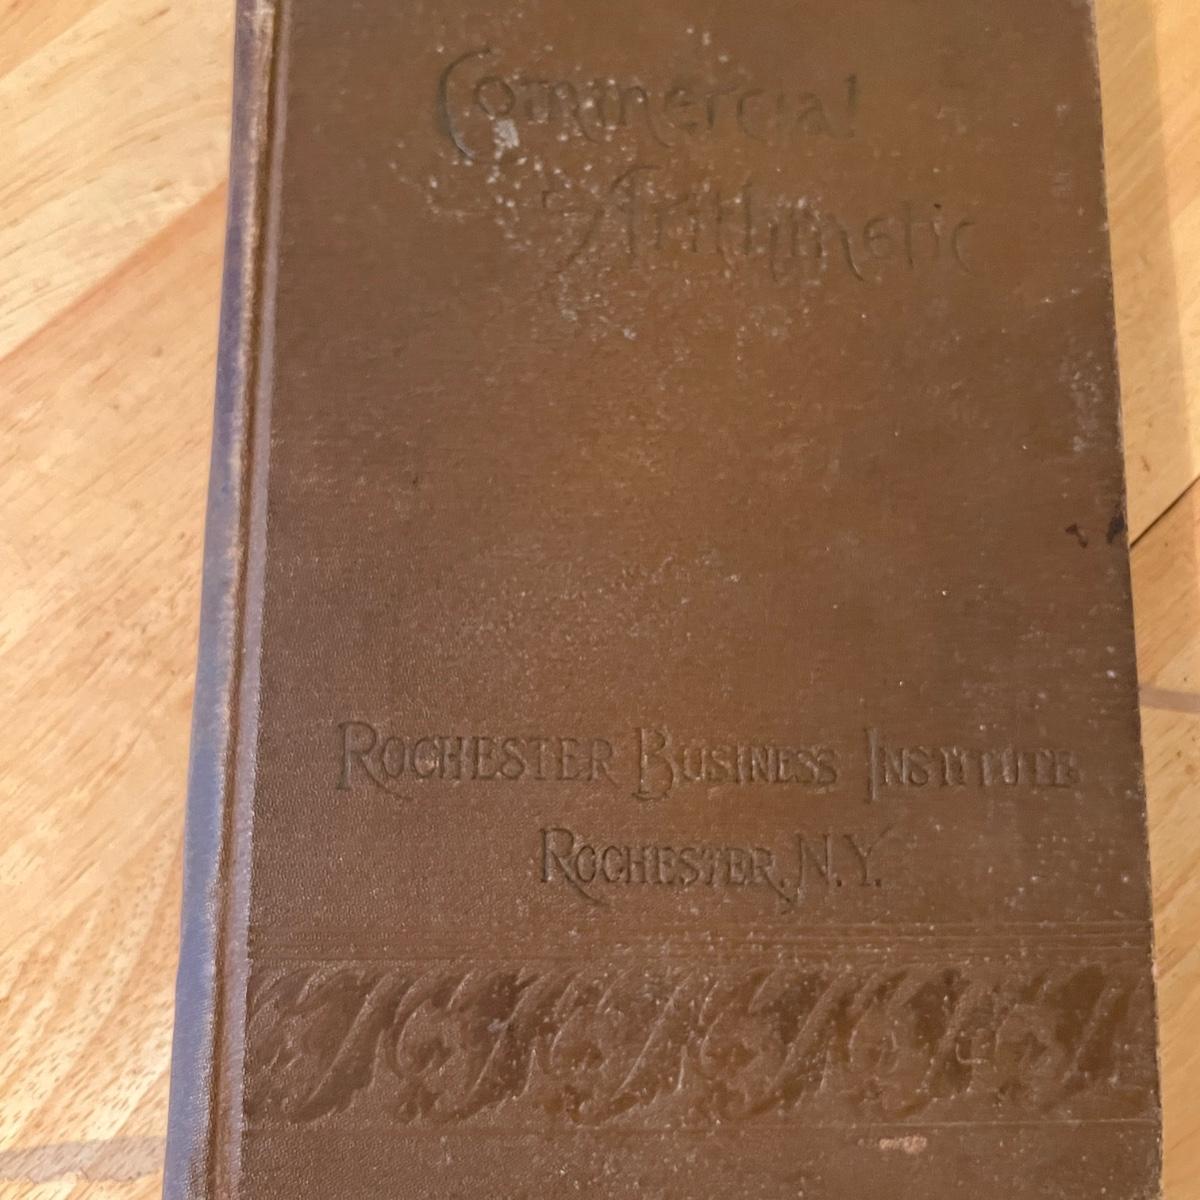 Commercial
Arithmetic
ROCHESTER BUSINESS INSTITUTE
ROCHESTER, N.Y.